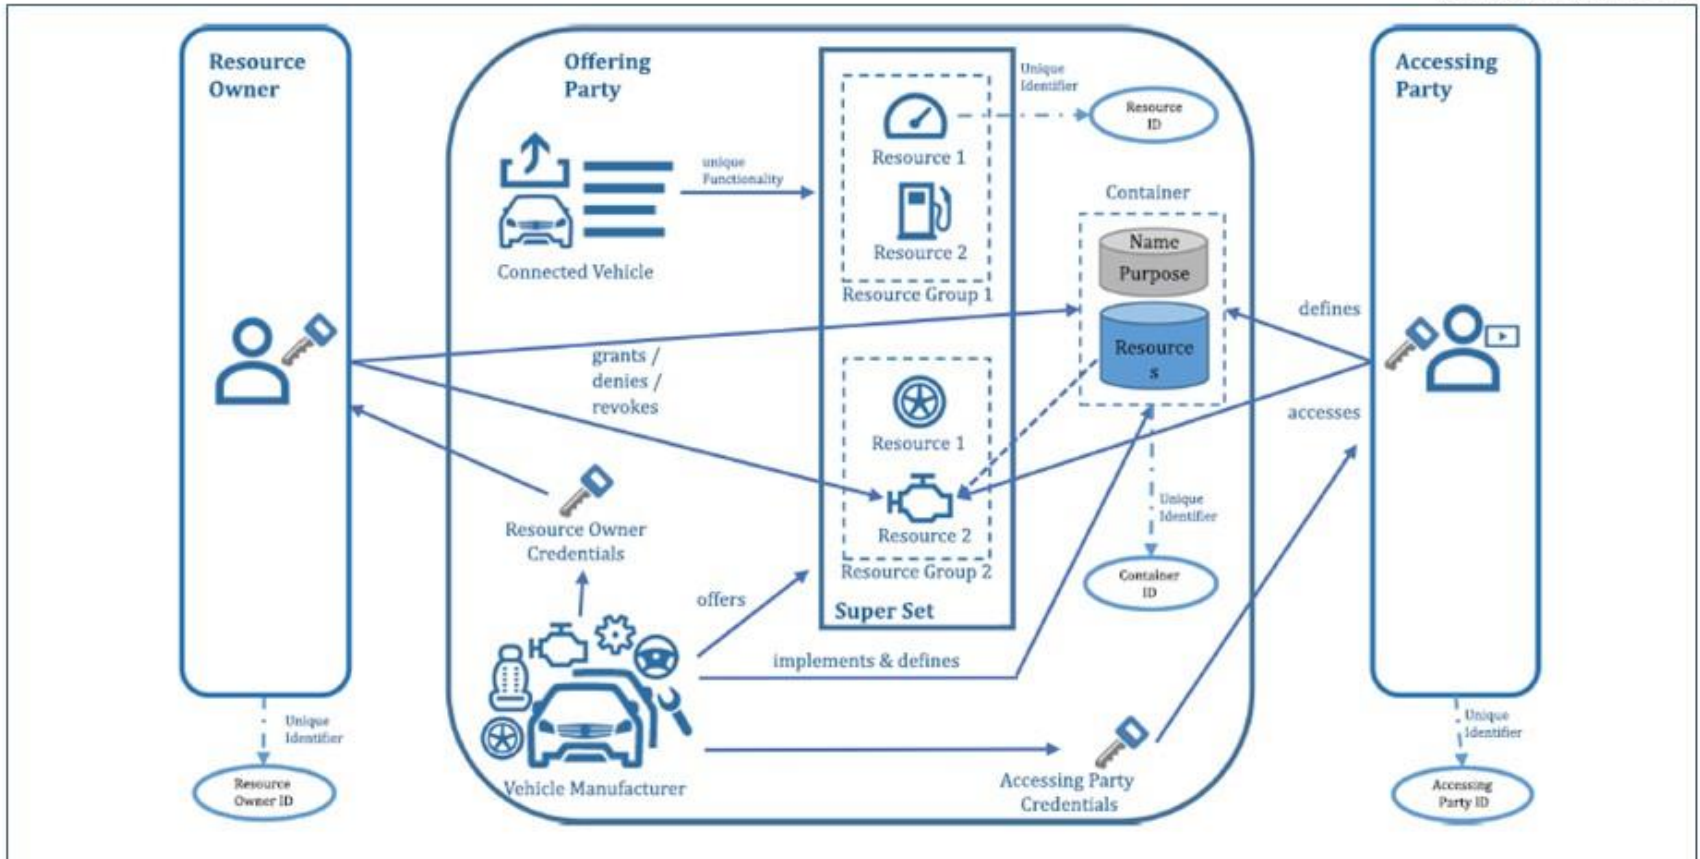 Resource
Owner
Unique
Identifier
Resource
Owner ID
Offering
Party
Connected Vehicle
unique
Functionality
Resource 1
Resource 2
Resource Group 1
Unique
Identifier
Resource
ID
Container
Name
Purpose
Resource
s
grants /
denies /
revokes
Resource 1
Resource 2
Resource Group 2
Super Set
Unique
Identifier
Container
ID
Resource Owner
Credentials
offers
implements & defines
Vehicle Manufacturer
Accessing Party
Credentials
Accessing
Party
defines
accesses
Unique
Identifier
Accessing
Party ID